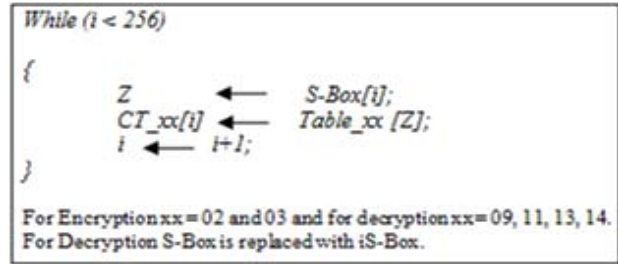 While (i < 256)
{
Z ← S-Box[i];
CT_xx[i] ← Table_xx [Z];
i ← i+1;
}
For Encryption xx = 02 and 03 and for decryption xx= 09, 11, 13, 14.
For Decryption S-Box is replaced with iS-Box.